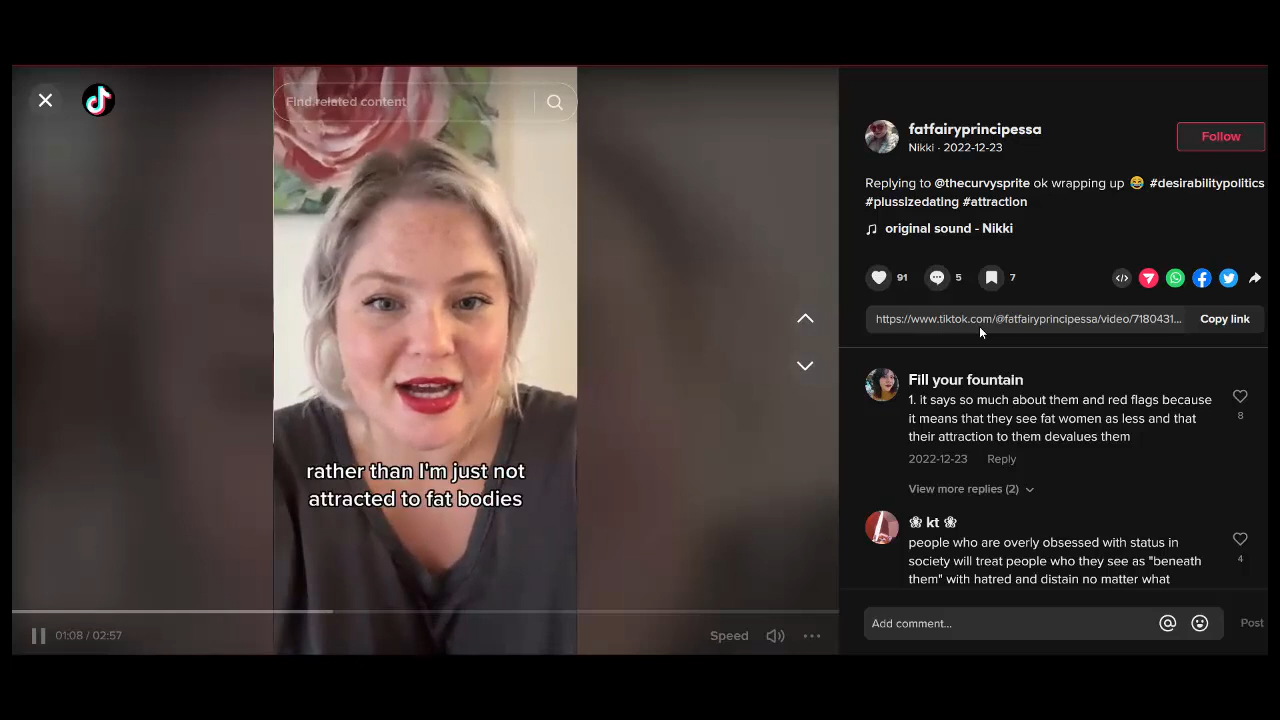 Find related content
rather than I'm just not
attracted to fat bodies
01:08 / 02:57
Speed
fatfairyprincipessa
Nikki · 2022-12-23
Follow
Replying to @thecurvysprite ok wrapping up 😂 #desirabilitypolitics
#plussizedating #attraction
original sound - Nikki
91
5
7
https://www.tiktok.com/@fatfairyprincipessa/video/7180431...
Copy link
Fill your fountain
1. it says so much about them and red flags because
it means that they see fat women as less and that
their attraction to them devalues them
8
2022-12-23 Reply
View more replies (2)
❀ kt ❀
people who are overly obsessed with status in
society will treat people who they see as "beneath
them" with hatred and distain no matter what
4
Add comment...
Post